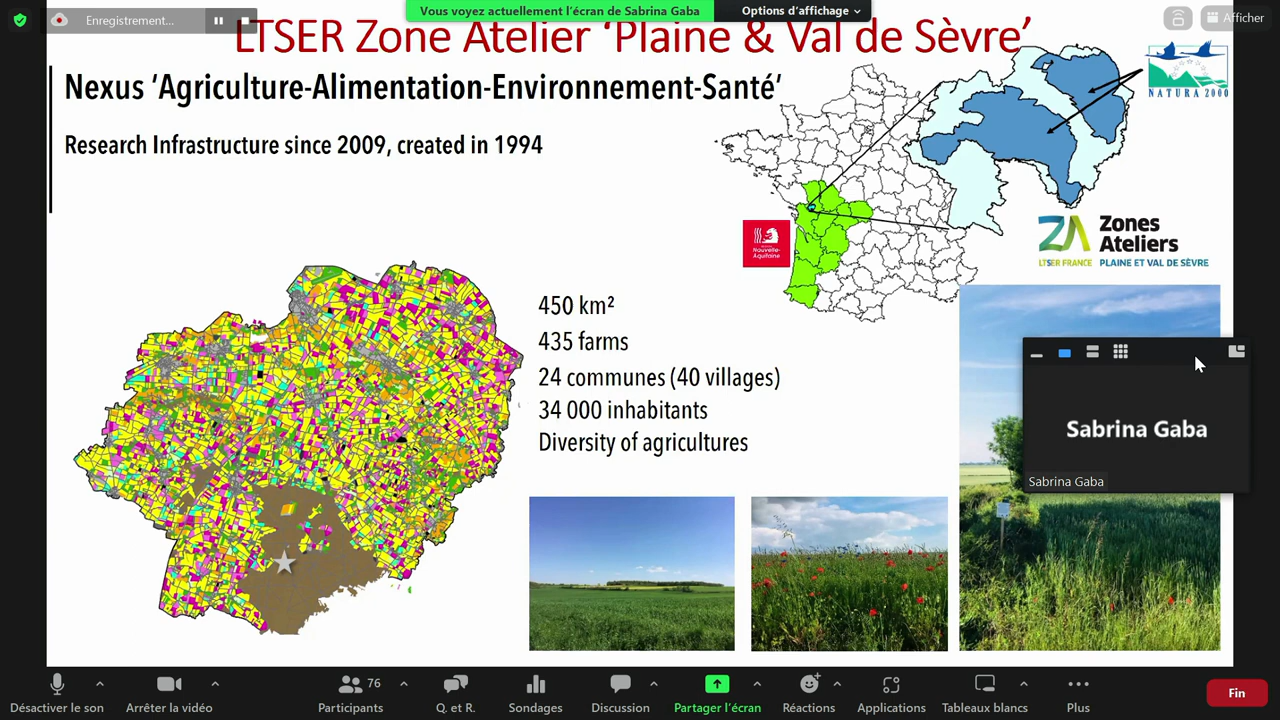 Enregistrement...
Vous voyez actuellement l'écran de Sabrina Gaba
Options d'affichage
Afficher
LTSER Zone Atelier ‘Plaine & Val de Sèvre’
Nexus ‘Agriculture-Alimentation-Environnement-Santé‘
Research Infrastructure since 2009, created in 1994
NATURA 2000
Nouvelle-
Aquitaine
ZA Zones
Ateliers
LTSER FRANCE PLAINE ET VAL DE SÈVRE
450 km²
435 farms
24 communes (40 villages)
34 000 inhabitants
Diversity of agricultures
Sabrina Gaba
Sabrina Gaba
Désactiver le son
Arrêter la vidéo
76
Participants
Q. et R.
Sondages
Discussion
Partager l'écran
Réactions
Applications
Tableaux blancs
Plus
Fin